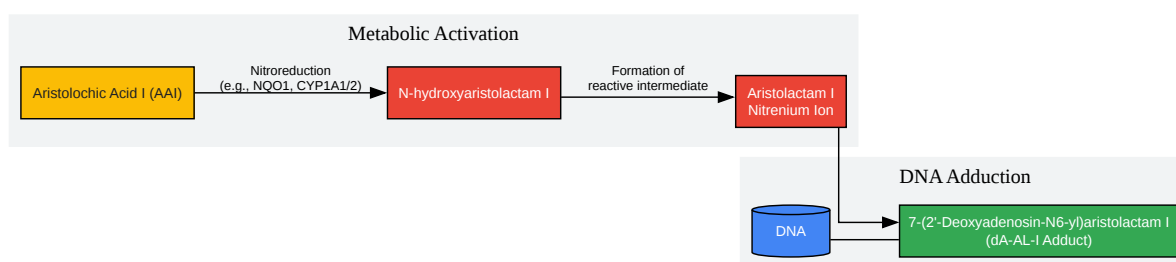 Metabolic Activation
Aristolochic Acid I (AAI)
Nitroreduction
(e.g., NQO1, CYP1A1/2)
N-hydroxyaristolactam I
Formation of
reactive intermediate
Aristolactam I
Nitrenium Ion
DNA Adduction
DNA
7-(2'-Deoxyadenosin-N6-yl)aristolactam I
(dA-AL-I Adduct)